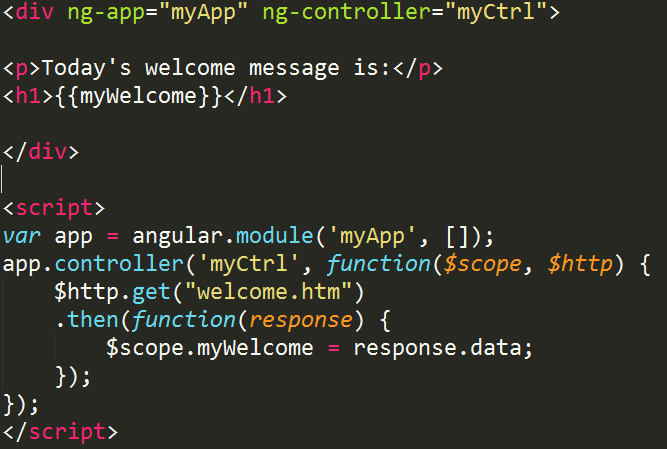 <div ng-app="myApp" ng-controller="myCtrl">
<p>Today's welcome message is:</p>
<h1>{{myWelcome}}</h1>
</div>
<script>
var app = angular.module('myApp', []);
app.controller('myCtrl', function($scope, $http) {
    $http.get("welcome.htm")
    .then(function(response) {
        $scope.myWelcome = response.data;
    });
});
</script>